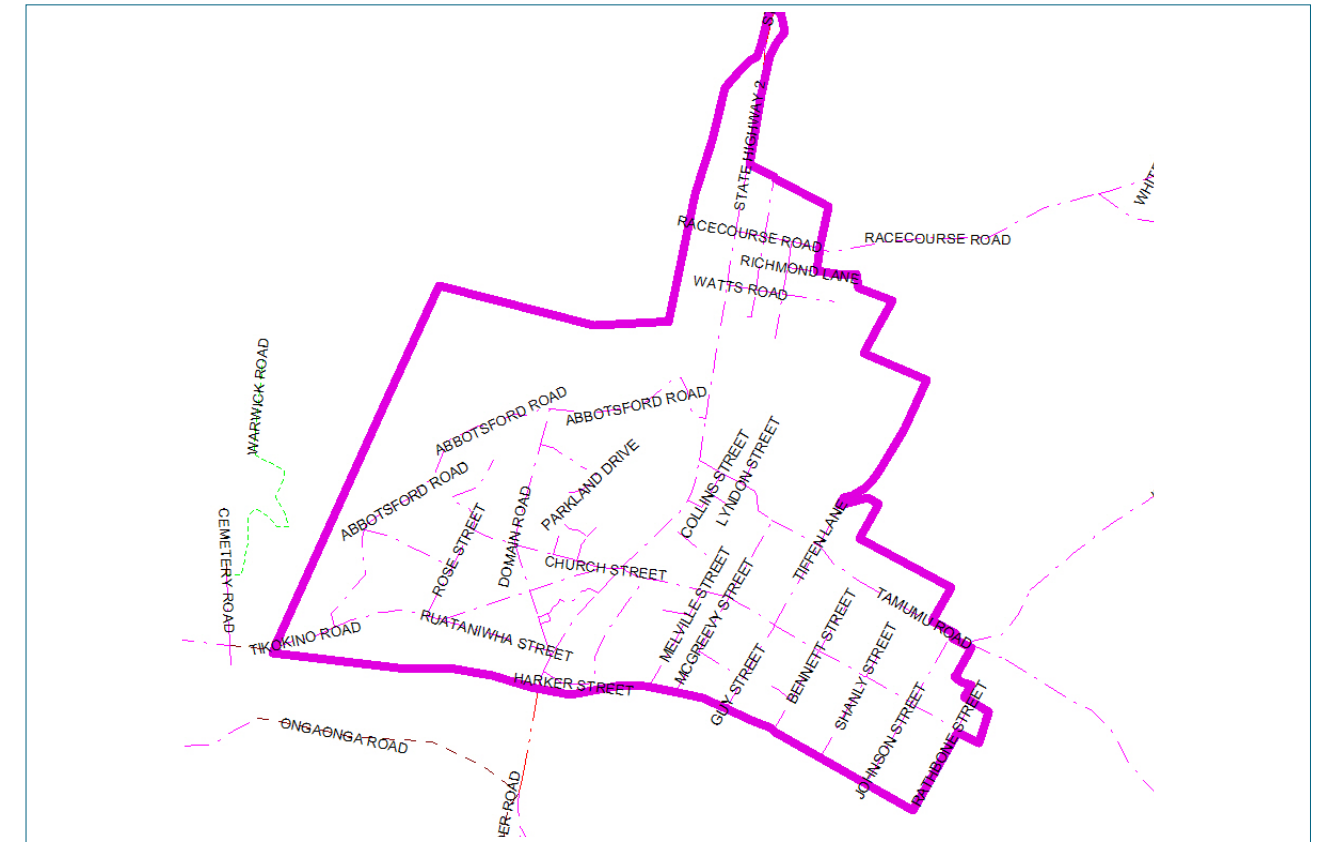 STATE HIGHWAY 2
WHIT
RACECOURSE ROAD
RACECOURSE ROAD
RICHMOND LANE
WATTS ROAD
WARWICK ROAD
ABBOTSFORD ROAD
ABBOTSFORD ROAD
ABBOTSFORD ROAD
PARKLAND DRIVE
COLLINS STREET
LYNDON STREET
CEMETERY ROAD
ROSE STREET
DOMAIN ROAD
CHURCH STREET
TIFFEN LANE
MELVILLE STREET
MCGREEVY STREET
TAMUMU ROAD
TIKOKINO ROAD
RUATANIWHA STREET
BENNETT STREET
SHANLY STREET
HARKER STREET
GUY STREET
JOHNSON STREET
RATHBONE STREET
ONGAONGA ROAD
ER ROAD